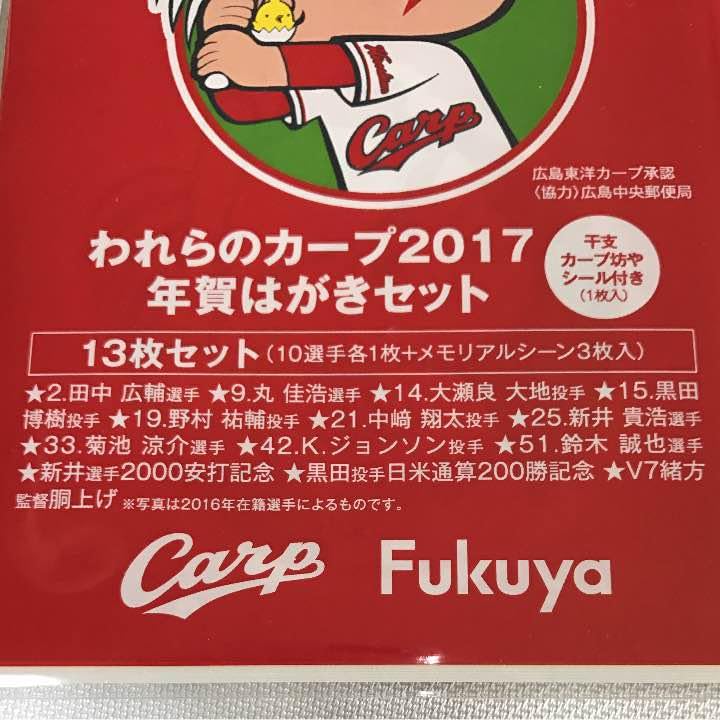 Carp
広島東洋カープ承認
〈協力〉広島中央郵便局
われらのカープ2017
年賀はがきセット
干支
カープ坊や
シール付き
(1枚入)
13枚セット(10選手各1枚+メモリアルシーン3枚入)
★2.田中 広輔選手 ★9.丸 佳浩選手 ★14.大瀬良 大地投手 ★15.黒田
博樹投手 ★19.野村 祐輔投手 ★21.中﨑 翔太投手 ★25.新井 貴浩選手
★33.菊池 涼介選手 ★42.K.ジョンソン投手 ★51.鈴木 誠也選手
★新井選手2000安打記念 ★黒田投手日米通算200勝記念 ★V7緒方
監督胴上げ ※写真は2016年在籍選手によるものです。
Carp Fukuya